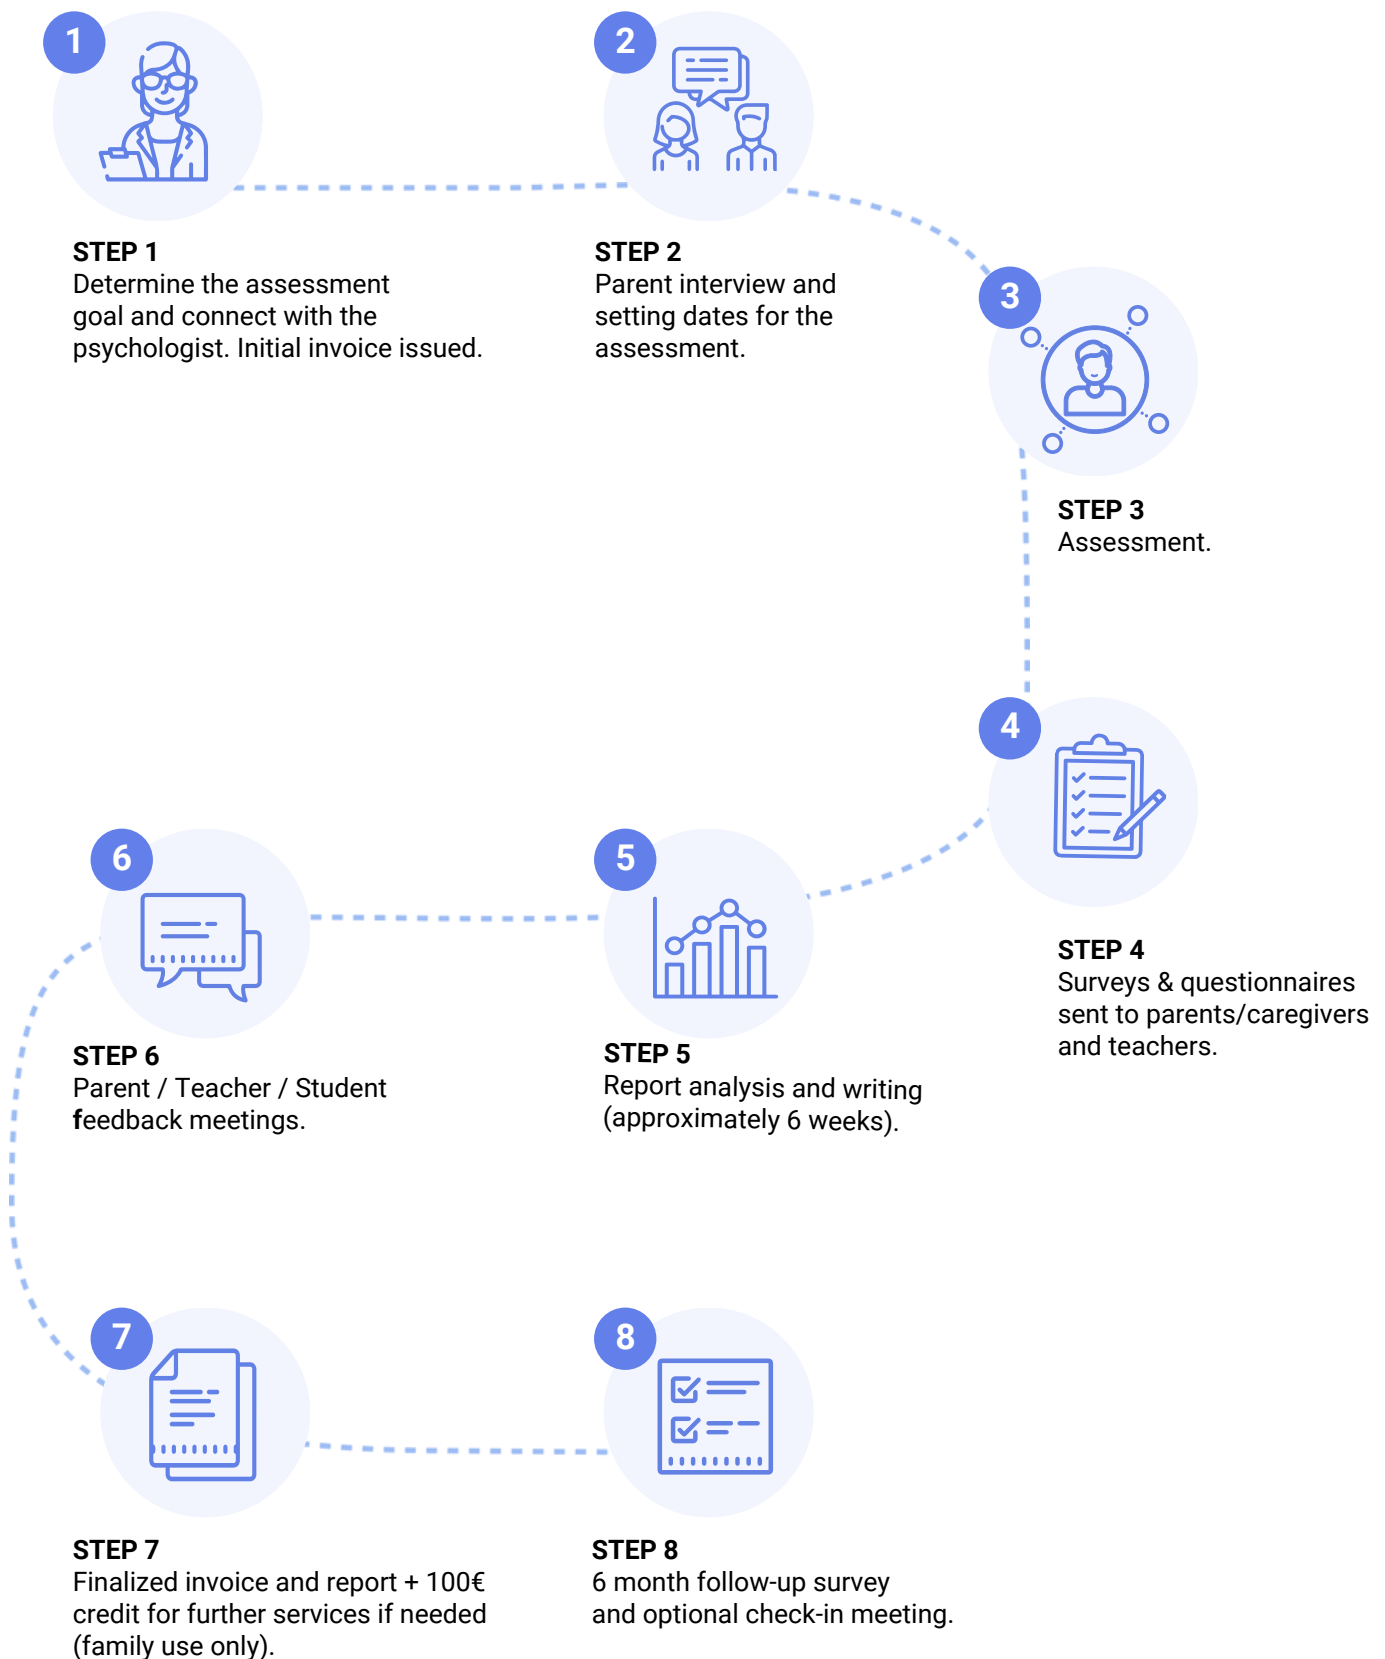 1
STEP 1
Determine the assessment
goal and connect with the
psychologist. Initial invoice issued.
2
STEP 2
Parent interview and
setting dates for the
assessment.
3
STEP 3
Assessment.
4
STEP 4
Surveys & questionnaires
sent to parents/caregivers
and teachers.
5
STEP 5
Report analysis and writing
(approximately 6 weeks).
6
STEP 6
Parent / Teacher / Student
feedback meetings.
7
STEP 7
Finalized invoice and report + 100€
credit for further services if needed
(family use only).
8
STEP 8
6 month follow-up survey
and optional check-in meeting.